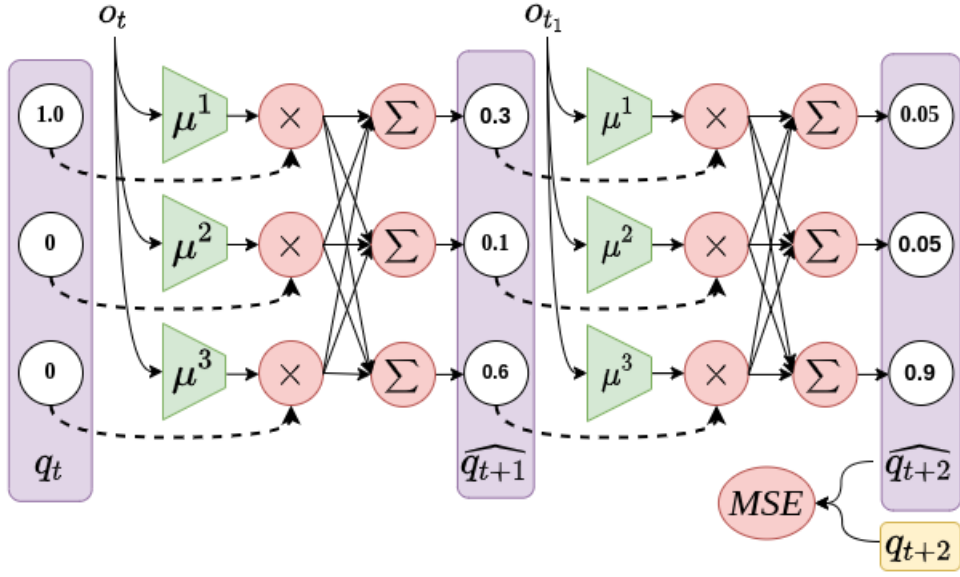 o_t
o_{t_1}
1.0 μ^1 × Σ 0.3 μ^1 × Σ 0.05
0 μ^2 × Σ 0.1 μ^2 × Σ 0.05
0 μ^3 × Σ 0.6 μ^3 × Σ 0.9
q_t
\widehat{q_{t+1}}
\widehat{q_{t+2}}
MSE
q_{t+2}